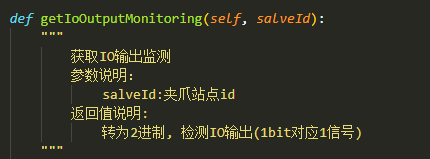 def getIoOutputMonitoring(self, salveId):
"""
获取IO输出监测
参数说明:
salveId:夹爪站点id
返回值说明:
转为2进制, 检测IO输出(1bit对应1信号)
"""